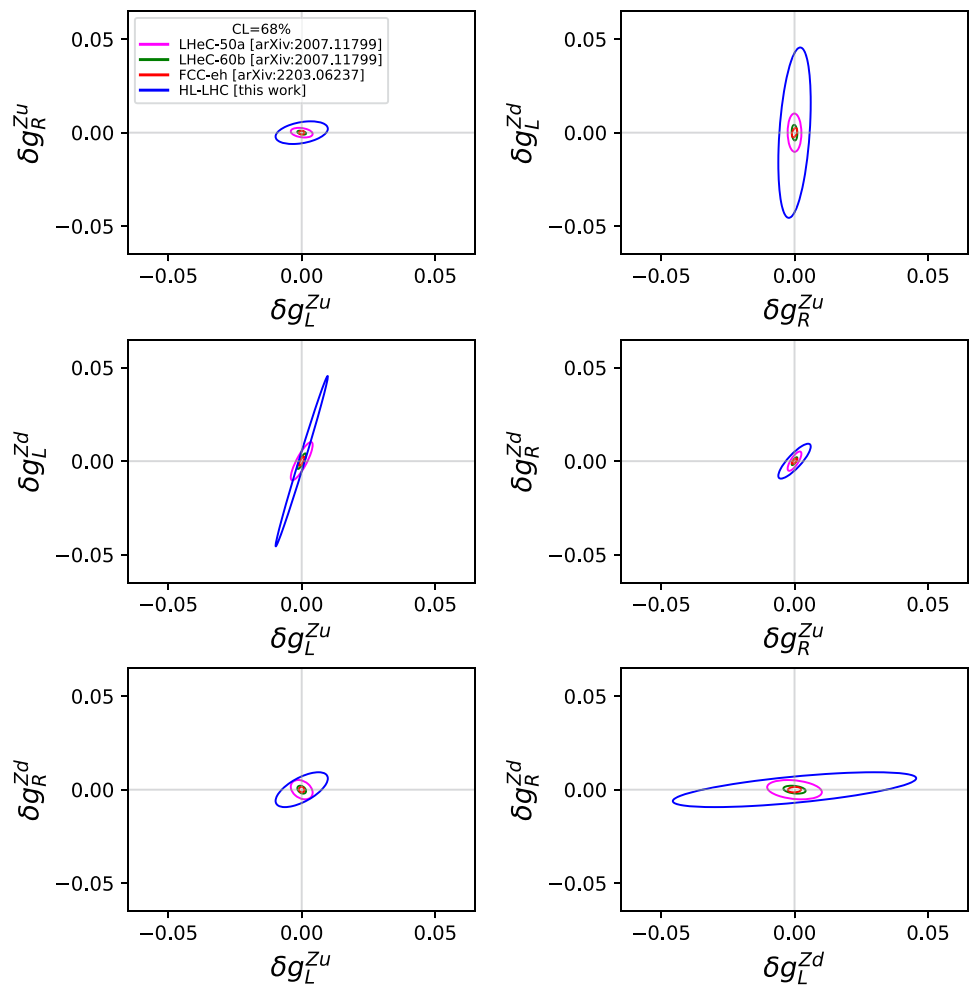 CL=68%
LHeC-50a [arXiv:2007.11799]
LHeC-60b [arXiv:2007.11799]
FCC-eh [arXiv:2203.06237]
HL-LHC [this work]
0.05
0.00
−0.05
δg_R^{Zu}
−0.05 0.00 0.05
δg_L^{Zu}
0.05
0.00
−0.05
δg_L^{Zd}
−0.05 0.00 0.05
δg_R^{Zu}
0.05
0.00
−0.05
δg_L^{Zd}
−0.05 0.00 0.05
δg_L^{Zu}
0.05
0.00
−0.05
δg_R^{Zd}
−0.05 0.00 0.05
δg_R^{Zu}
0.05
0.00
−0.05
δg_R^{Zd}
−0.05 0.00 0.05
δg_L^{Zu}
0.05
0.00
−0.05
δg_R^{Zd}
−0.05 0.00 0.05
δg_L^{Zd}